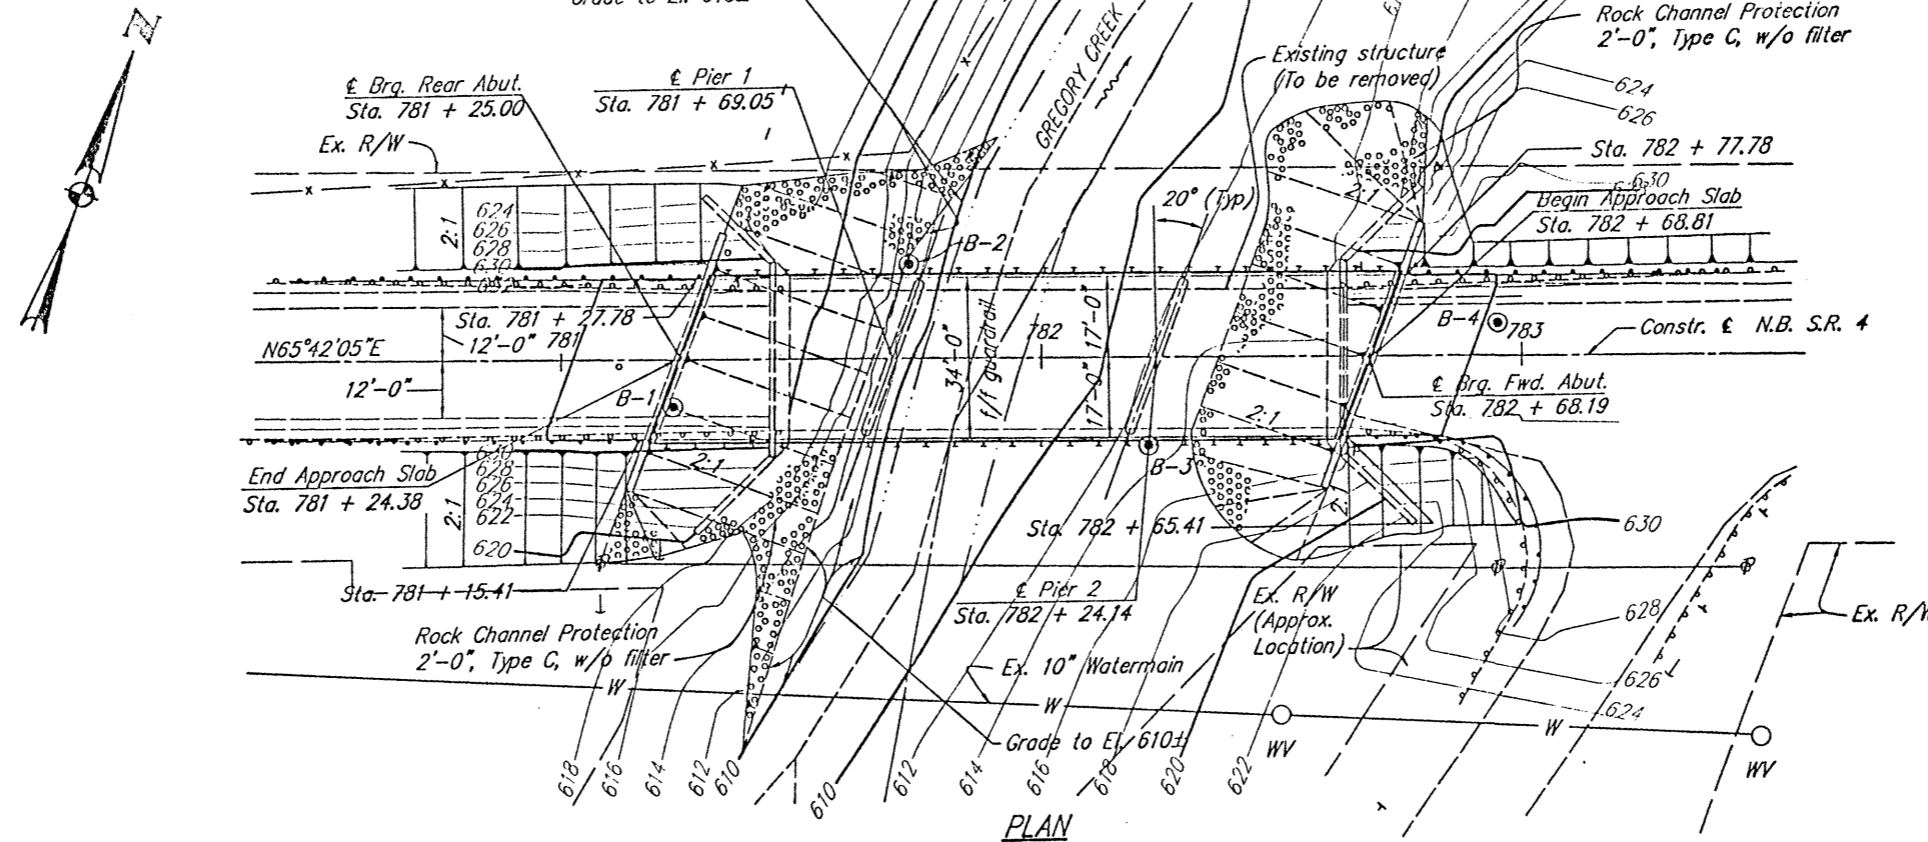 Rock Channel Protection
2'-0", Type C, w/o filter
N
GREGORY CREEK
Existing structure
(To be removed)
℄ Brg. Rear Abut.
Sta. 781 + 25.00
℄ Pier 1
Sta. 781 + 69.05
Ex. R/W
624
626
Sta. 782 + 77.78
630
Begin Approach Slab
Sta. 782 + 68.81
20° (Typ)
2:1
2:1
624
626
628
630
B-2
Sta. 781 + 27.78
12'-0"
781
N65°42'05"E
12'-0"
34'-0"
f/f guardrail
17'-0"
17'-0"
782
B-4
783
Constr. ℄ N.B. S.R. 4
B-1
℄ Brg. Fwd. Abut.
Sta. 782 + 68.19
2:1
B-3
End Approach Slab
Sta. 781 + 24.38
2:1
2:1
630
628
626
624
622
620
Sta. 782 + 65.41
630
Sta. 781 + 15.41
℄ Pier 2
Sta. 782 + 24.14
Ex. R/W
(Approx.
Location)
628
Ex. R/W
Rock Channel Protection
2'-0", Type C, w/o filter
Ex. 10" Watermain
626
624
W
W
W
WV
WV
Grade to El. 610±
618
616
614
612
610
610
612
614
616
618
620
622
PLAN